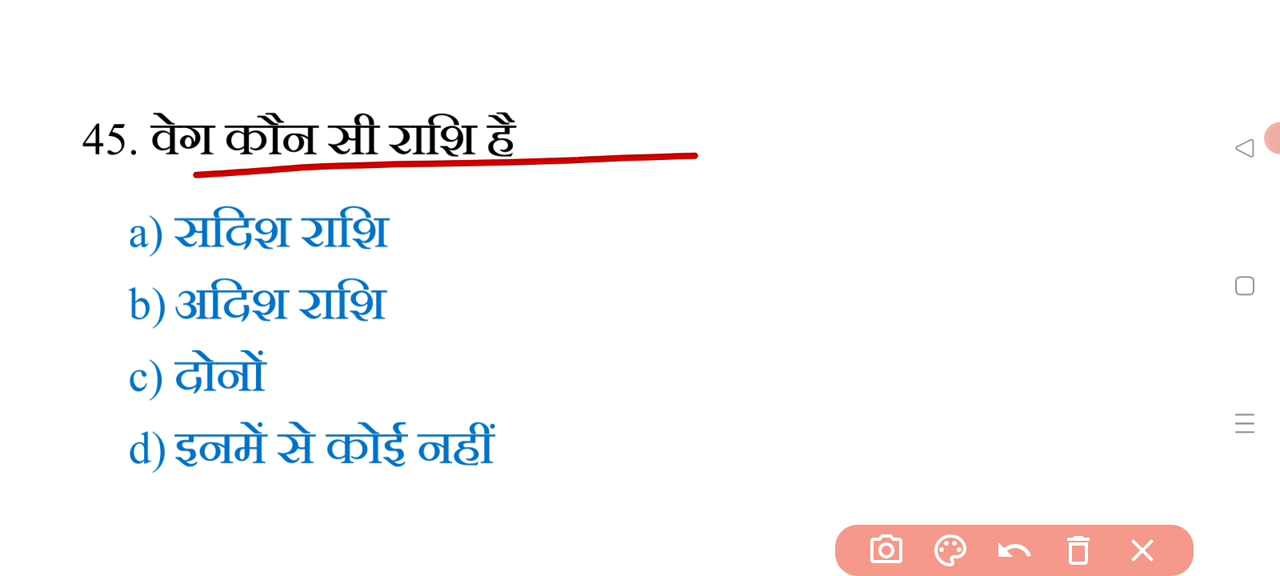 45. वेग कौन सी राशि है
a) सदिश राशि
b) अदिश राशि
c) दोनों
d) इनमें से कोई नहीं